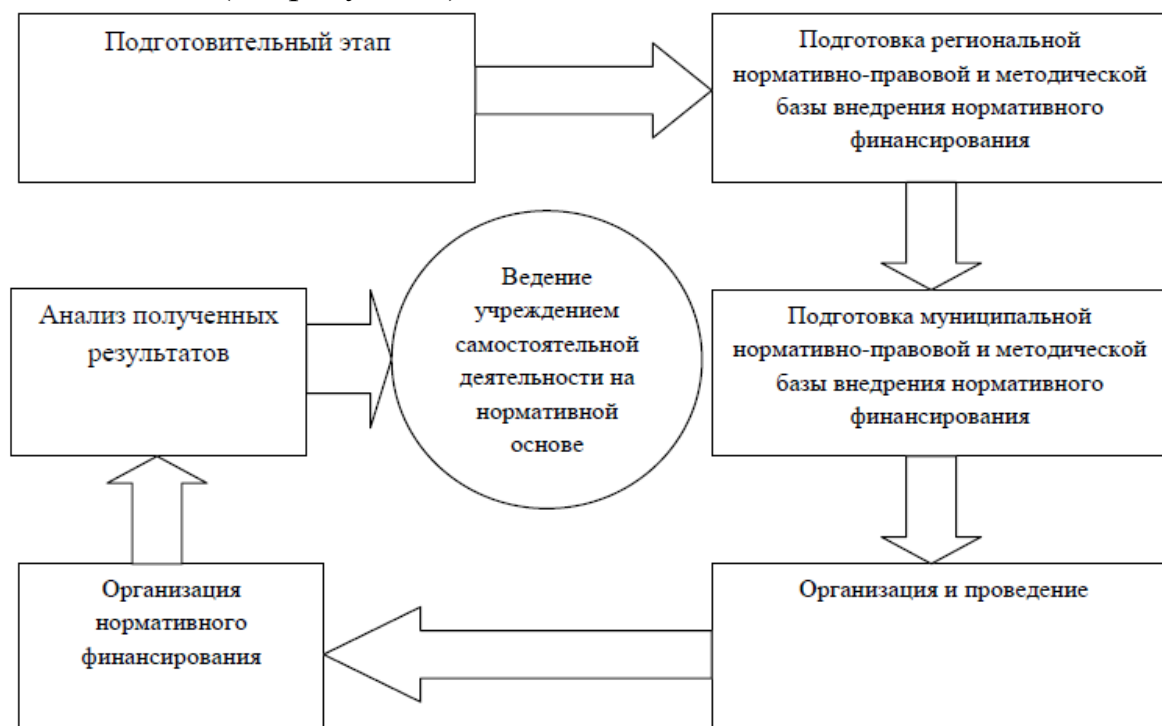 Подготовительный этап
Подготовка региональной
нормативно-правовой и методической
базы внедрения нормативного
финансирования
Анализ полученных
результатов
Ведение
учреждением
самостоятельной
деятельности на
нормативной
основе
Подготовка муниципальной
нормативно-правовой и методической
базы внедрения нормативного
финансирования
Организация
нормативного
финансирования
Организация и проведение